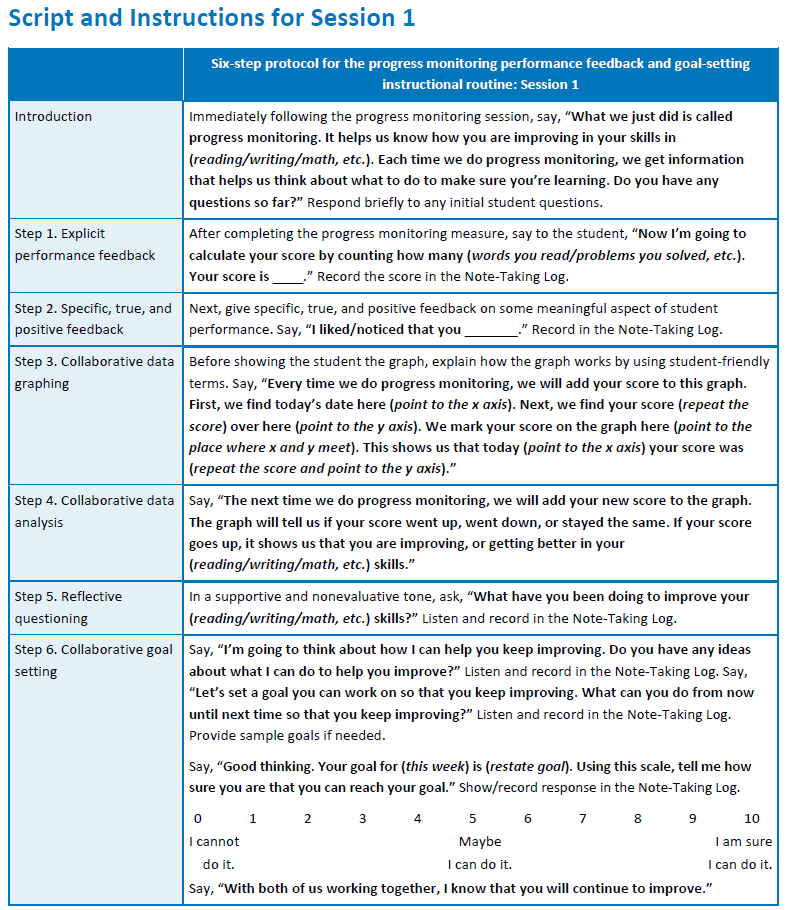 Script and Instructions for Session 1
Six-step protocol for the progress monitoring performance feedback and goal-setting
instructional routine: Session 1
Introduction
Immediately following the progress monitoring session, say, “What we just did is called
progress monitoring. It helps us know how you are improving in your skills in
(reading/writing/math, etc.). Each time we do progress monitoring, we get information
that helps us think about what to do to make sure you’re learning. Do you have any
questions so far?” Respond briefly to any initial student questions.
Step 1. Explicit
performance feedback
After completing the progress monitoring measure, say to the student, “Now I’m going to
calculate your score by counting how many (words you read/problems you solved, etc.).
Your score is ____.” Record the score in the Note-Taking Log.
Step 2. Specific, true, and
positive feedback
Next, give specific, true, and positive feedback on some meaningful aspect of student
performance. Say, “I liked/noticed that you _______.” Record in the Note-Taking Log.
Step 3. Collaborative data
graphing
Before showing the student the graph, explain how the graph works by using student-friendly
terms. Say, “Every time we do progress monitoring, we will add your score to this graph.
First, we find today’s date here (point to the x axis). Next, we find your score (repeat the
score) over here (point to the y axis). We mark your score on the graph here (point to the
place where x and y meet). This shows us that today (point to the x axis) your score was
(repeat the score and point to the y axis).”
Step 4. Collaborative data
analysis
Say, “The next time we do progress monitoring, we will add your new score to the graph.
The graph will tell us if your score went up, went down, or stayed the same. If your score
goes up, it shows us that you are improving, or getting better in your
(reading/writing/math, etc.) skills.”
Step 5. Reflective
questioning
In a supportive and nonevaluative tone, ask, “What have you been doing to improve your
(reading/writing/math, etc.) skills?” Listen and record in the Note-Taking Log.
Step 6. Collaborative goal
setting
Say, “I’m going to think about how I can help you keep improving. Do you have any ideas
about what I can do to help you improve?” Listen and record in the Note-Taking Log. Say,
“Let’s set a goal you can work on so that you keep improving. What can you do from now
until next time so that you keep improving?” Listen and record in the Note-Taking Log.
Provide sample goals if needed.
Say, “Good thinking. Your goal for (this week) is (restate goal). Using this scale, tell me how
sure you are that you can reach your goal.” Show/record response in the Note-Taking Log.
0 1 2 3 4 5 6 7 8 9 10
I cannot Maybe I am sure
do it. I can do it. I can do it.
Say, “With both of us working together, I know that you will continue to improve.”